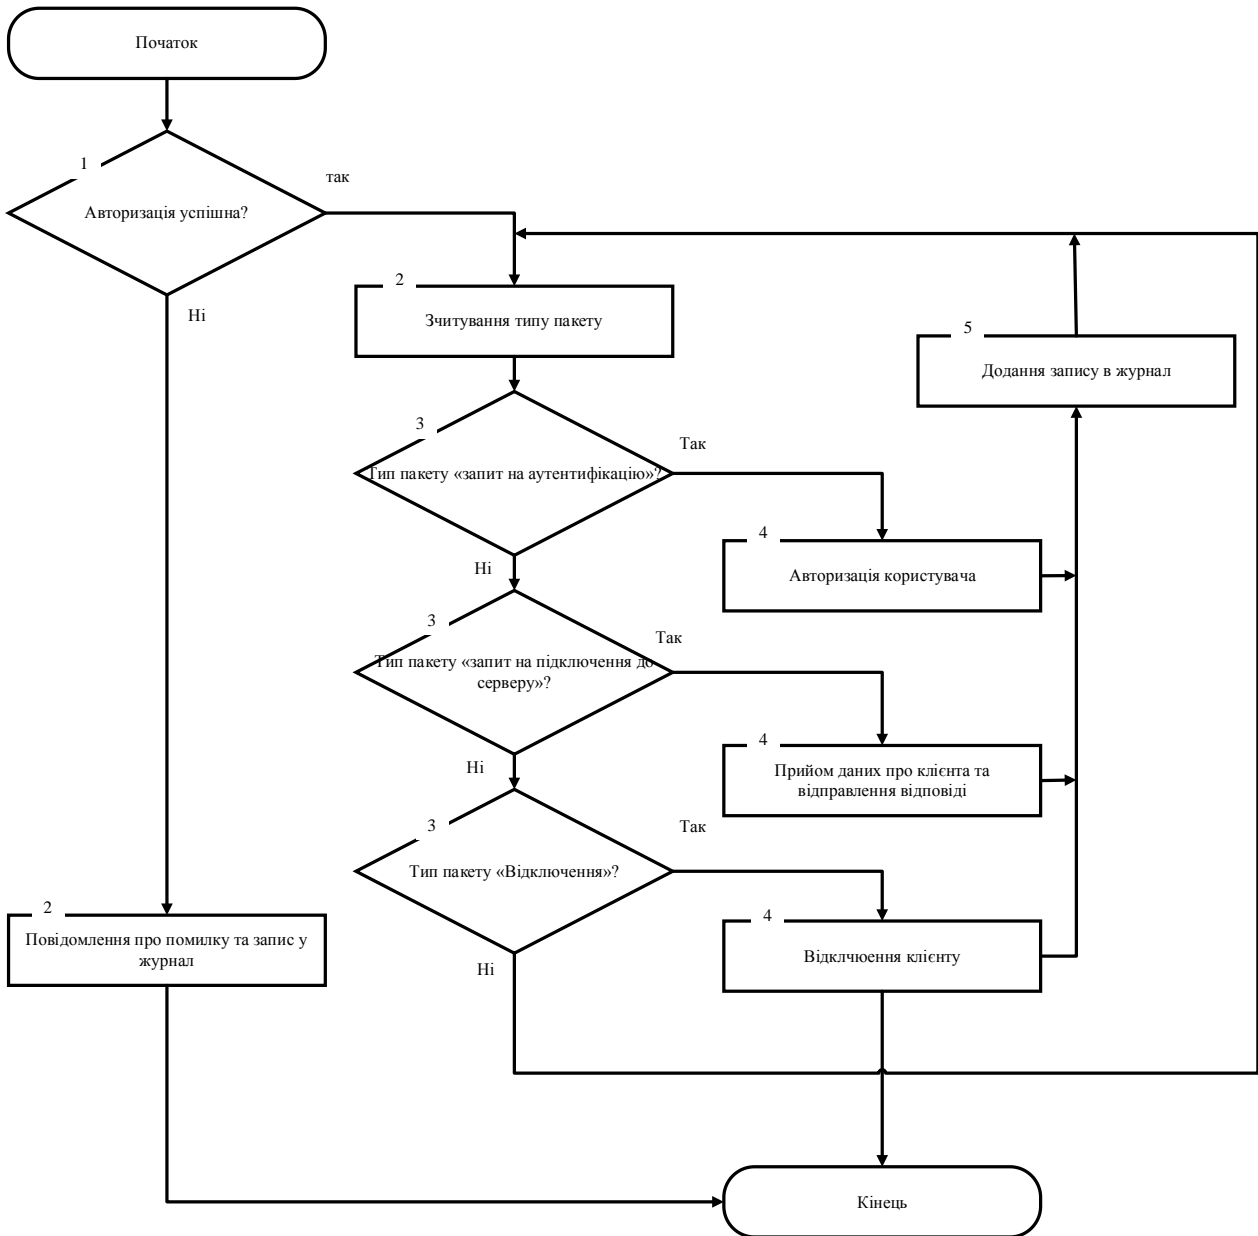 Початок
1
Авторизація успішна?
так
Ні
2
Зчитування типу пакету
5
Додання запису в журнал
3
Тип пакету «запит на аутентифікацію»?
Так
Ні
4
Авторизація користувача
3
Тип пакету «запит на підключення до
серверу»?
Так
Ні
4
Прийом даних про клієнта та
відправлення відповіді
3
Тип пакету «Відключення»?
Так
Ні
4
Відклчюення клієнту
2
Повідомлення про помилку та запис у
журнал
Кінець